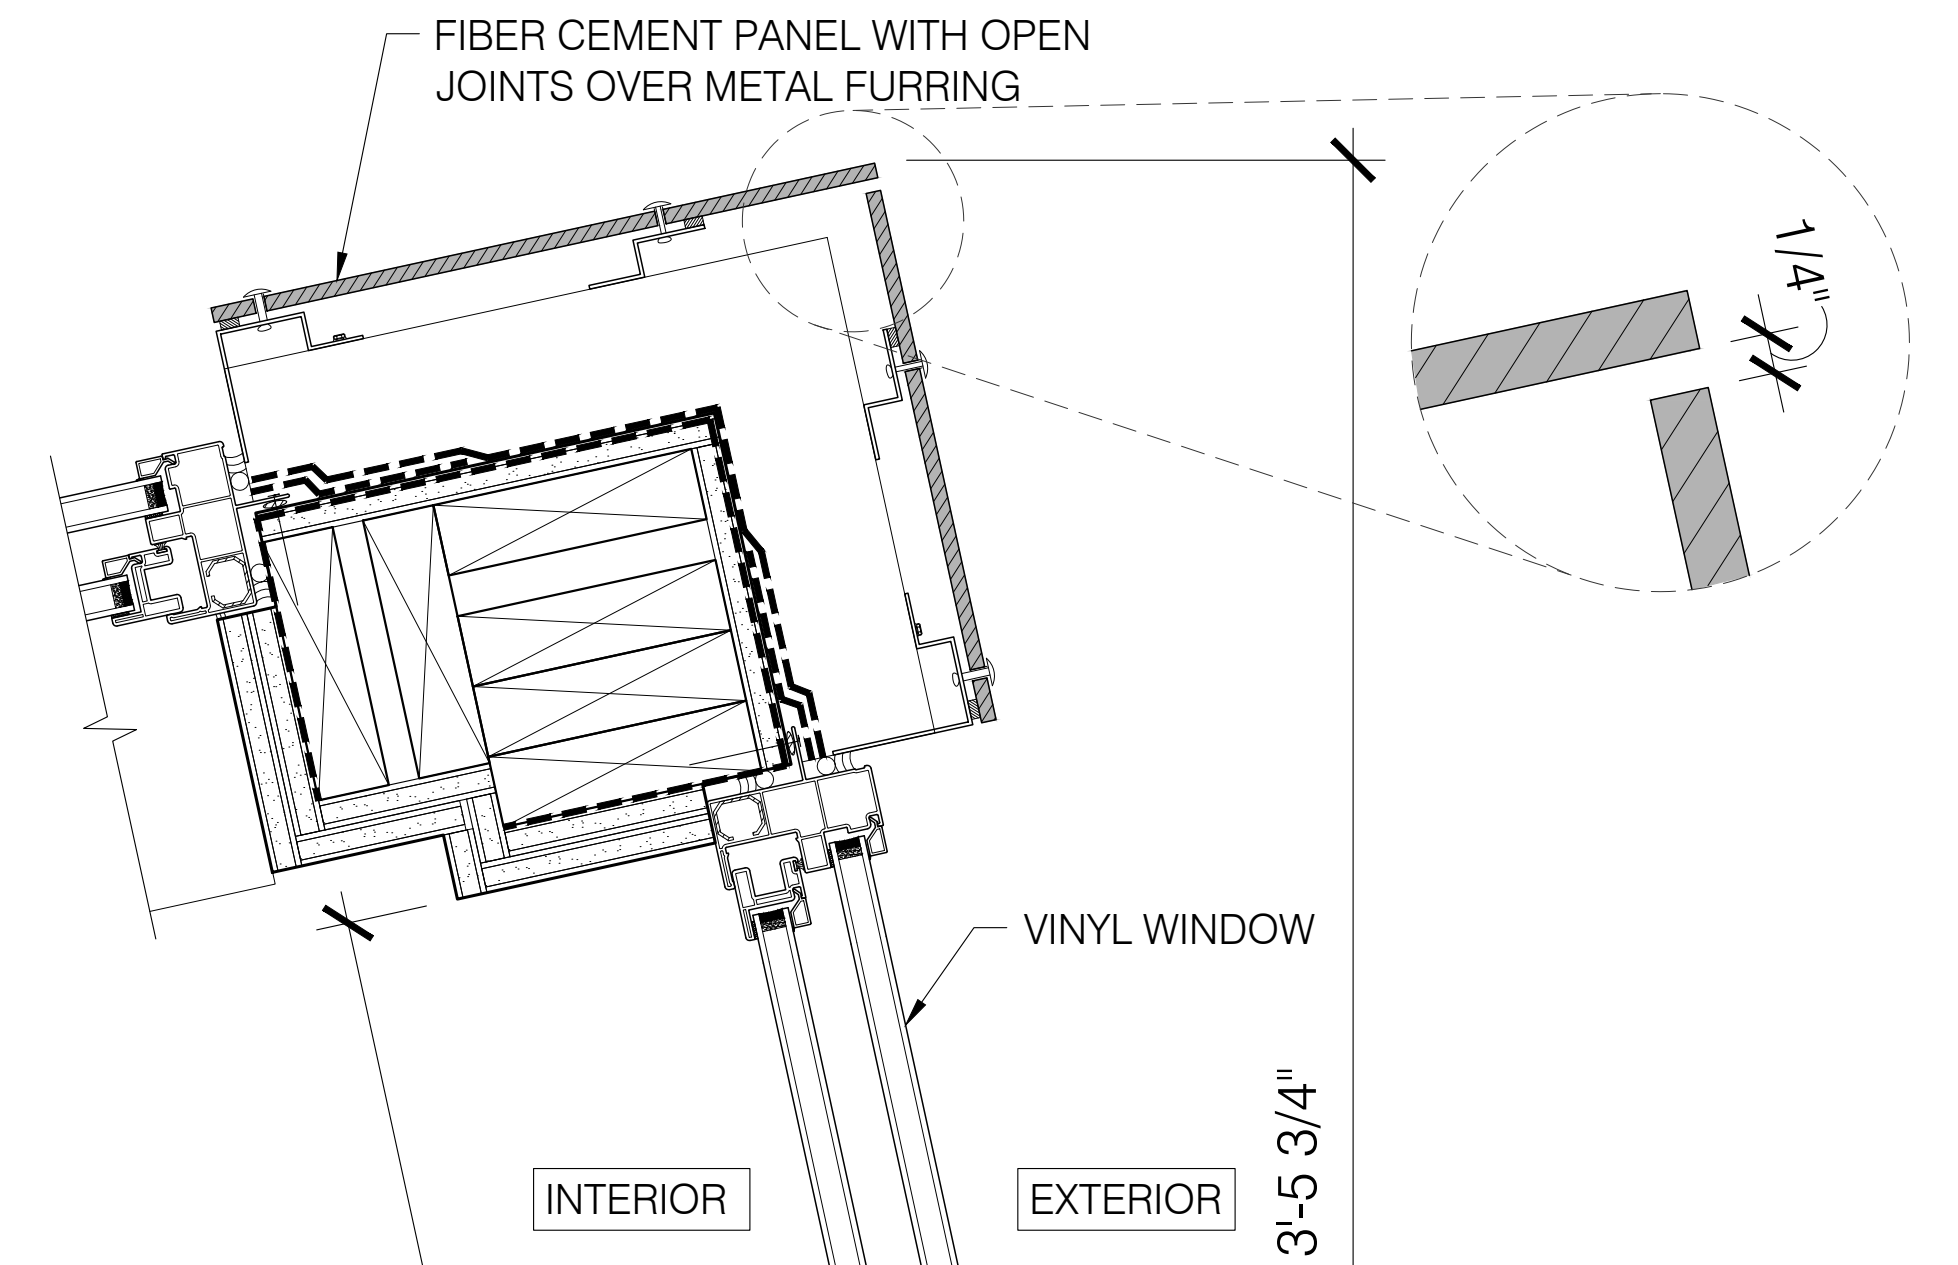 FIBER CEMENT PANEL WITH OPEN
JOINTS OVER METAL FURRING
1/4"
VINYL WINDOW
INTERIOR
EXTERIOR
3'-5 3/4"